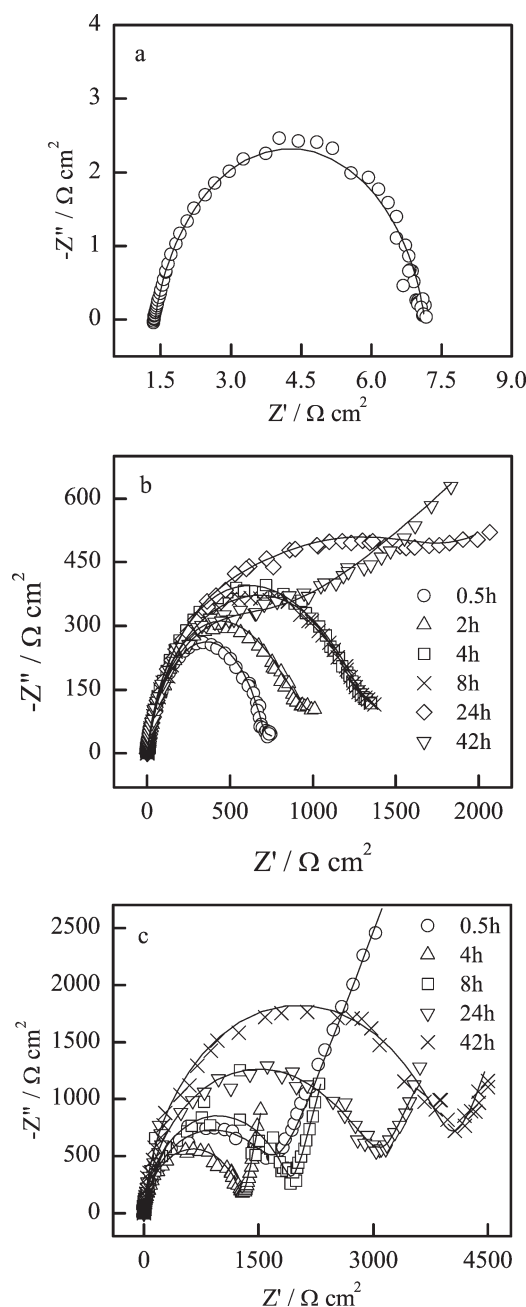 a
4
3
2
1
0
-Z" / Ω cm²
1.5 3.0 4.5 6.0 7.5 9.0
Z' / Ω cm²
b
600
450
300
150
0
-Z" / Ω cm²
0.5h
2h
4h
8h
24h
42h
0 500 1000 1500 2000
Z' / Ω cm²
c
2500
2000
1500
1000
500
0
-Z" / Ω cm²
0.5h
4h
8h
24h
42h
0 1500 3000 4500
Z' / Ω cm²